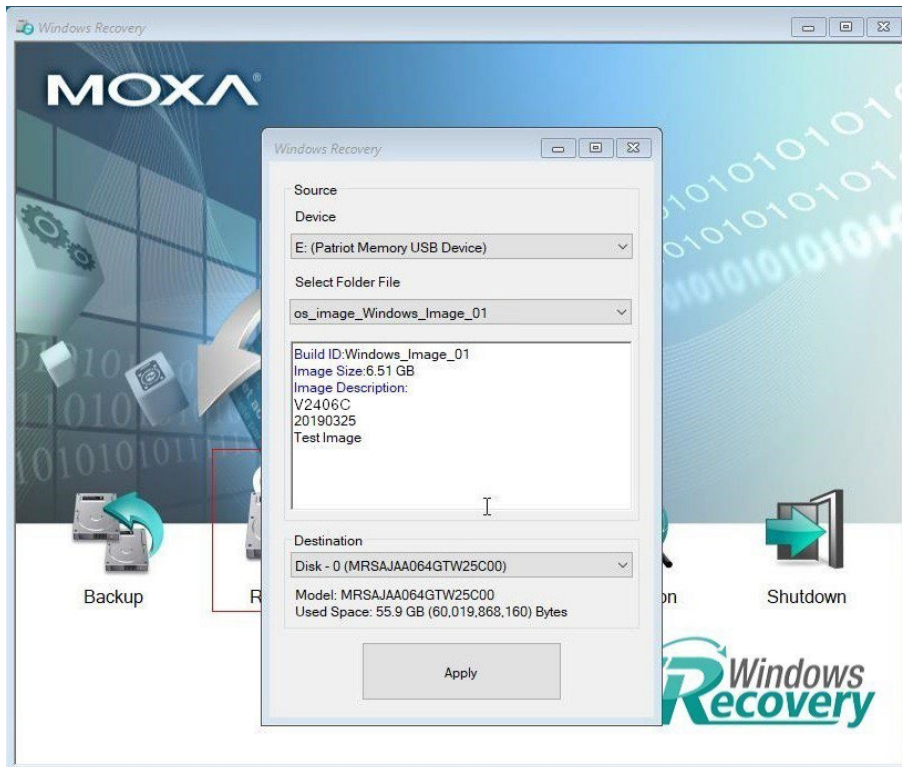 Windows Recovery
MOXA®
Windows Recovery
Source
Device
E: (Patriot Memory USB Device)
Select Folder File
os_image_Windows_Image_01
Build ID:Windows_Image_01
Image Size:6.51 GB
Image Description:
V2406C
20190325
Test Image
Destination
Disk - 0 (MRSAJAA064GTW25C00)
Model: MRSAJAA064GTW25C00
Used Space: 55.9 GB (60,019,868,160) Bytes
Apply
Backup
R
on
Shutdown
Windows
Recovery